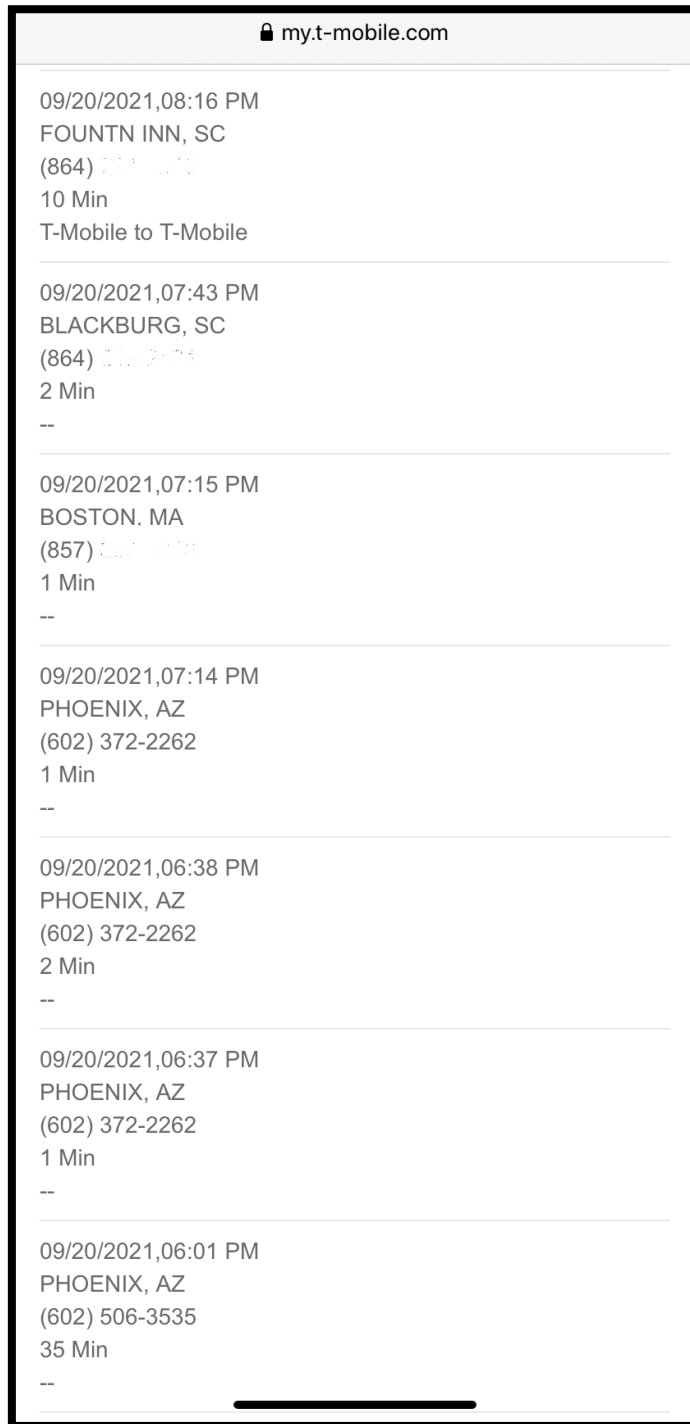 my.t-mobile.com
09/20/2021,08:16 PM
FOUNTN INN, SC
(864)
10 Min
T-Mobile to T-Mobile
09/20/2021,07:43 PM
BLACKBURG, SC
(864)
2 Min
--
09/20/2021,07:15 PM
BOSTON, MA
(857)
1 Min
--
09/20/2021,07:14 PM
PHOENIX, AZ
(602) 372-2262
1 Min
--
09/20/2021,06:38 PM
PHOENIX, AZ
(602) 372-2262
2 Min
--
09/20/2021,06:37 PM
PHOENIX, AZ
(602) 372-2262
1 Min
--
09/20/2021,06:01 PM
PHOENIX, AZ
(602) 506-3535
35 Min
--